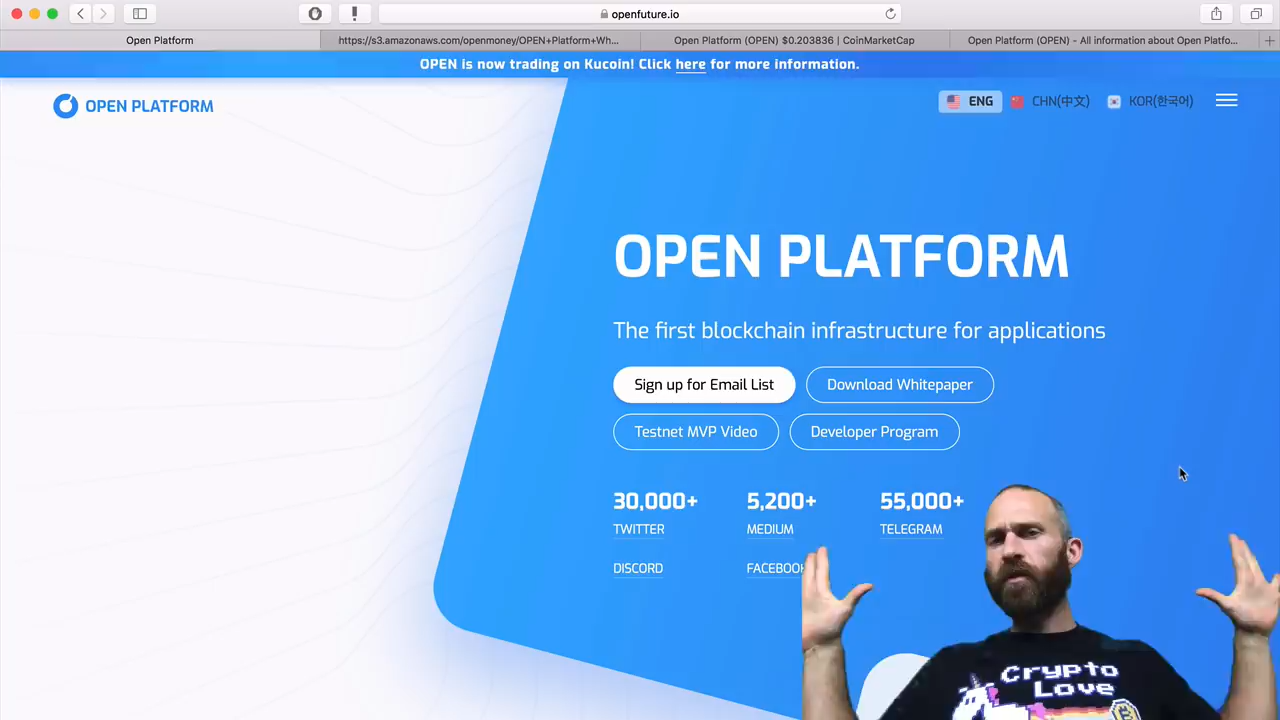 openfuture.io
Open Platform
https://s3.amazonaws.com/openmoney/OPEN+Platform+Wh...
Open Platform (OPEN) $0.203836 | CoinMarketCap
Open Platform (OPEN) - All information about Open Platfo...
OPEN is now trading on Kucoin! Click here for more information.
OPEN PLATFORM
ENG
CHN(中文)
KOR(한국어)
OPEN PLATFORM
The first blockchain infrastructure for applications
Sign up for Email List
Download Whitepaper
Testnet MVP Video
Developer Program
30,000+
5,200+
55,000+
TWITTER
MEDIUM
TELEGRAM
DISCORD
FACEBOOK
Crypto
Love